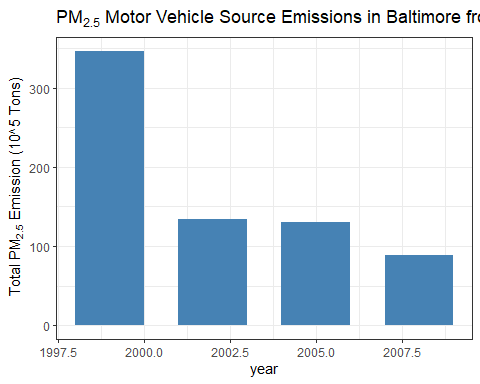 PM2.5 Motor Vehicle Source Emissions in Baltimore fro
Total PM2.5 Emission (10^5 Tons)
300
200
100
0
1997.5 2000.0 2002.5 2005.0 2007.5
year